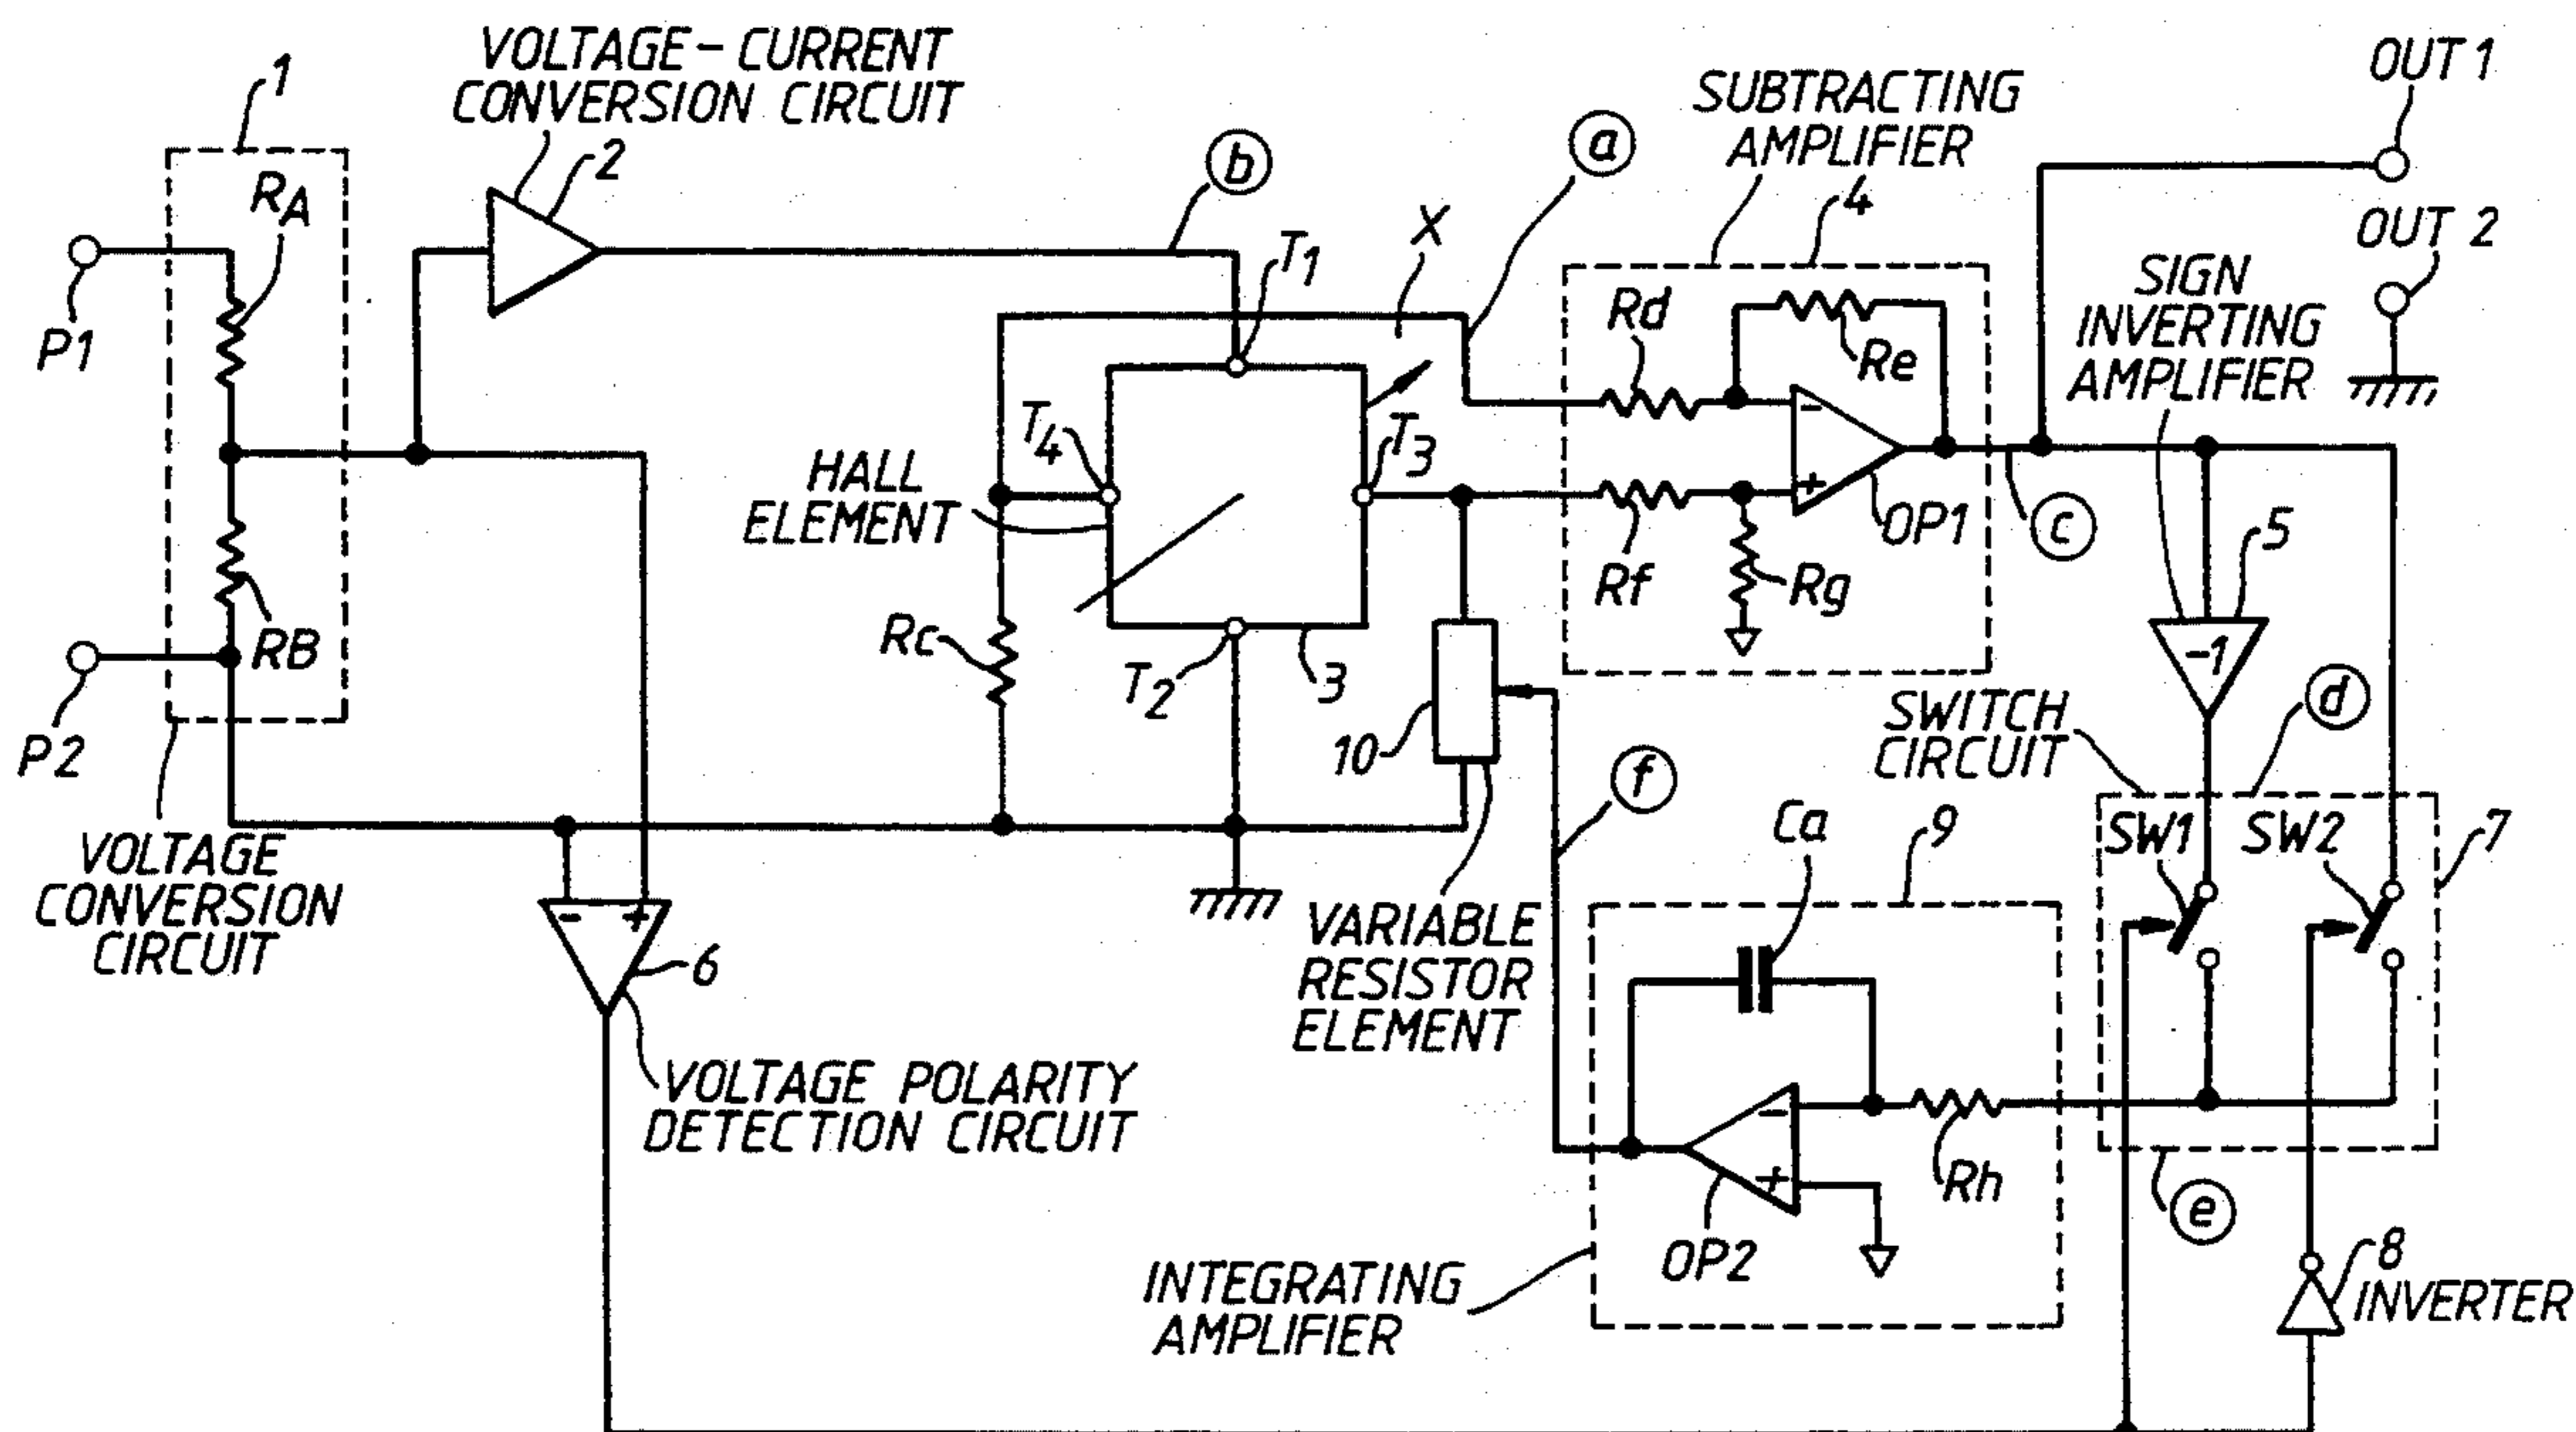 VOLTAGE-CURRENT
CONVERSION CIRCUIT
1
2
RA
P1
RB
P2
VOLTAGE
CONVERSION
CIRCUIT
b
a
X
T1
T4
T3
T2
3
HALL
ELEMENT
Rc
10
VARIABLE
RESISTOR
ELEMENT
SUBTRACTING
AMPLIFIER
4
Rd
Re
-
+
OP1
Rf
Rg
c
OUT 1
OUT 2
SIGN
INVERTING
AMPLIFIER
5
-1
SWITCH
CIRCUIT
d
SW1
SW2
7
e
f
9
Ca
-
+
OP2
Rh
INTEGRATING
AMPLIFIER
8
INVERTER
-
+
6
VOLTAGE POLARITY
DETECTION CIRCUIT